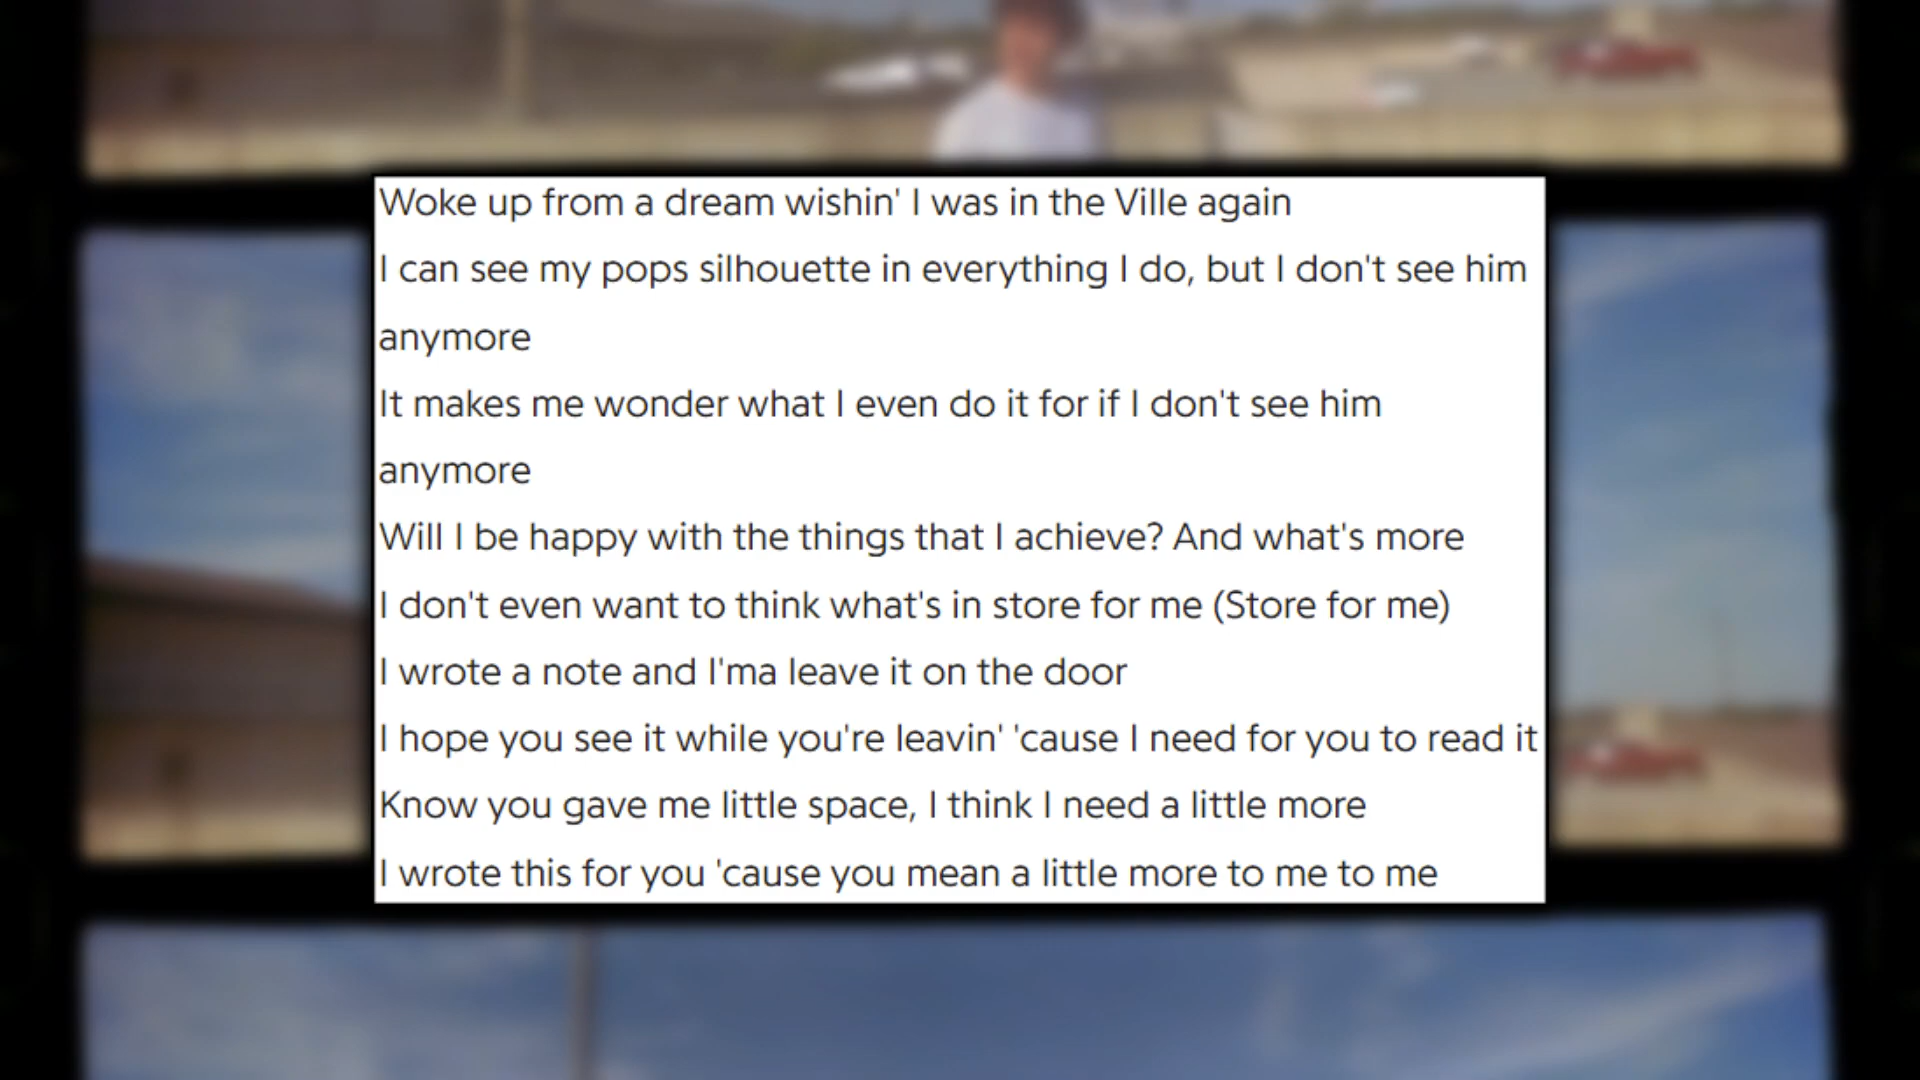 Woke up from a dream wishin' I was in the Ville again
I can see my pops silhouette in everything I do, but I don't see him
anymore
It makes me wonder what I even do it for if I don't see him
anymore
Will I be happy with the things that I achieve? And what's more
I don't even want to think what's in store for me (Store for me)
I wrote a note and I'ma leave it on the door
I hope you see it while you're leavin' 'cause I need for you to read it
Know you gave me little space, I think I need a little more
I wrote this for you 'cause you mean a little more to me to me